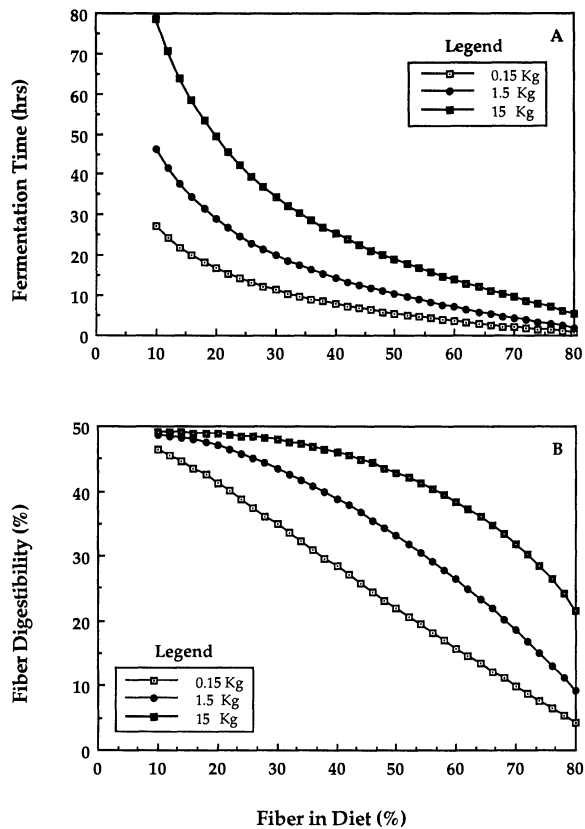 80
A
Legend
0.15 Kg
1.5 Kg
15 Kg
70
60
50
40
30
20
10
0
Fermentation Time (hrs)
0 10 20 30 40 50 60 70 80
50
B
40
30
20
10
0
Fiber Digestibility (%)
Legend
0.15 Kg
1.5 Kg
15 Kg
0 10 20 30 40 50 60 70 80
Fiber in Diet (%)